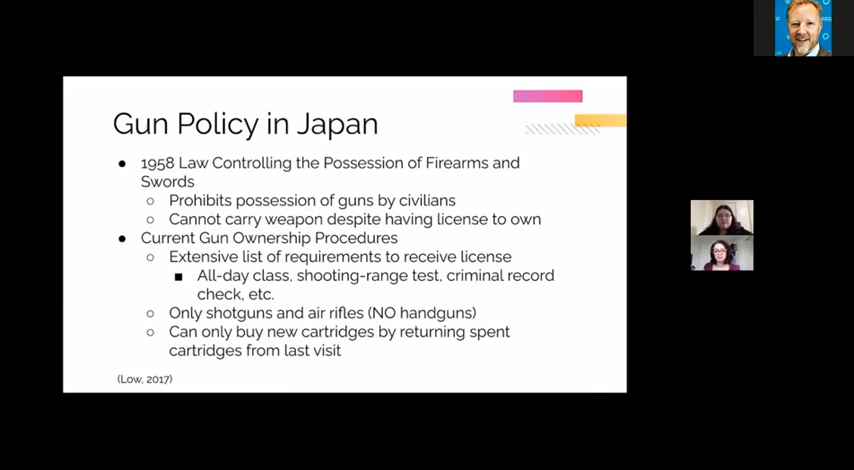 Gun Policy in Japan
● 1958 Law Controlling the Possession of Firearms and
Swords
○ Prohibits possession of guns by civilians
○ Cannot carry weapon despite having license to own
● Current Gun Ownership Procedures
○ Extensive list of requirements to receive license
■ All-day class, shooting-range test, criminal record
check, etc.
○ Only shotguns and air rifles (NO handguns)
○ Can only buy new cartridges by returning spent
cartridges from last visit
(Low, 2017)